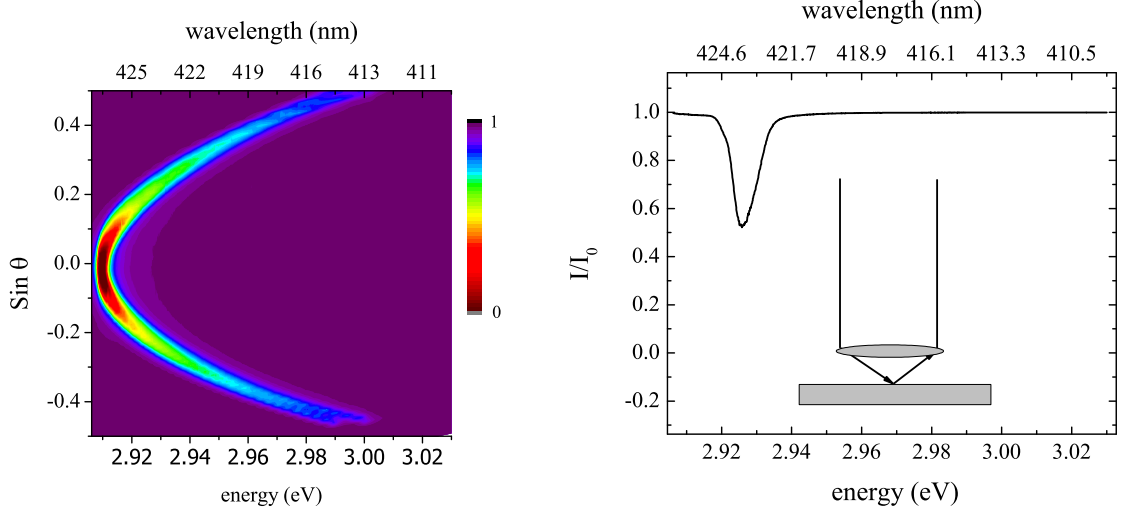 wavelength (nm)
425 422 419 416 413 411
0.4
0.2
0.0
-0.2
-0.4
Sin θ
2.92 2.94 2.96 2.98 3.00 3.02
energy (eV)
1
0
wavelength (nm)
424.6 421.7 418.9 416.1 413.3 410.5
1.0
0.8
0.6
0.4
0.2
0.0
-0.2
I/I0
2.92 2.94 2.96 2.98 3.00 3.02
energy (eV)